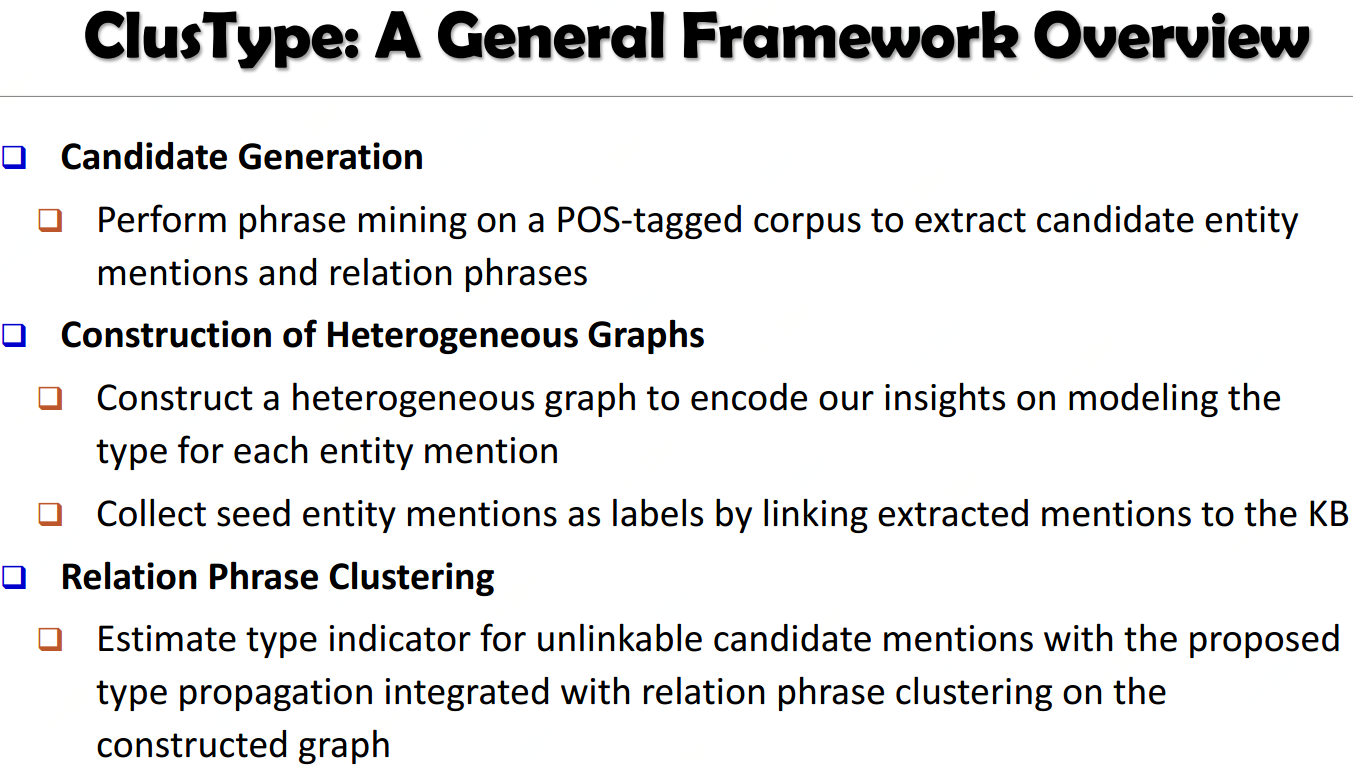 ClusType: A General Framework Overview
Candidate Generation
Perform phrase mining on a POS-tagged corpus to extract candidate entity
mentions and relation phrases
Construction of Heterogeneous Graphs
Construct a heterogeneous graph to encode our insights on modeling the
type for each entity mention
Collect seed entity mentions as labels by linking extracted mentions to the KB
Relation Phrase Clustering
Estimate type indicator for unlinkable candidate mentions with the proposed
type propagation integrated with relation phrase clustering on the
constructed graph